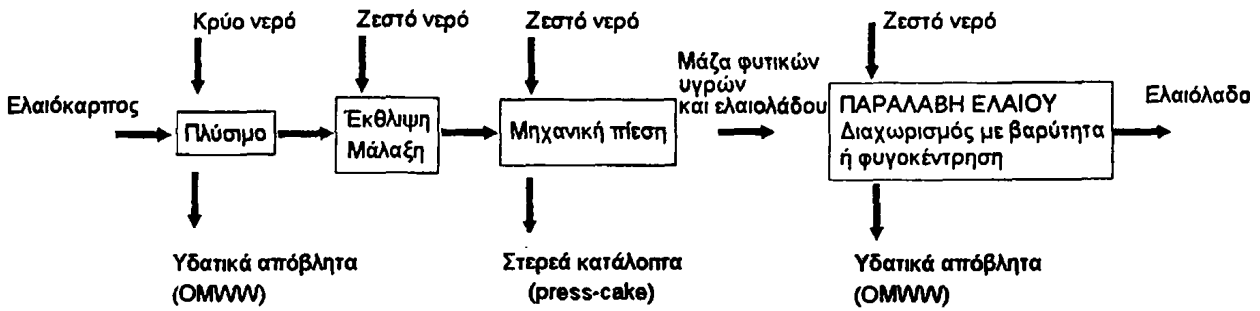 Κρύο νερό
Ζεστό νερό
Ζεστό νερό
Ζεστό νερό
Ελαιόκαρπος
Πλύσιμο
Έκθλιψη
Μάλαξη
Μηχανική πίεση
Μάζα φυτικών
υγρών
και ελαιολάδου
ΠΑΡΑΛΑΒΗ ΕΛΑΙΟΥ
Διαχωρισμός με βαρύτητα
ή φυγοκέντρηση
Ελαιόλαδο
Υδατικά απόβλητα
(OMWW)
Στερεά κατάλοιπα
(press-cake)
Υδατικά απόβλητα
(OMWW)